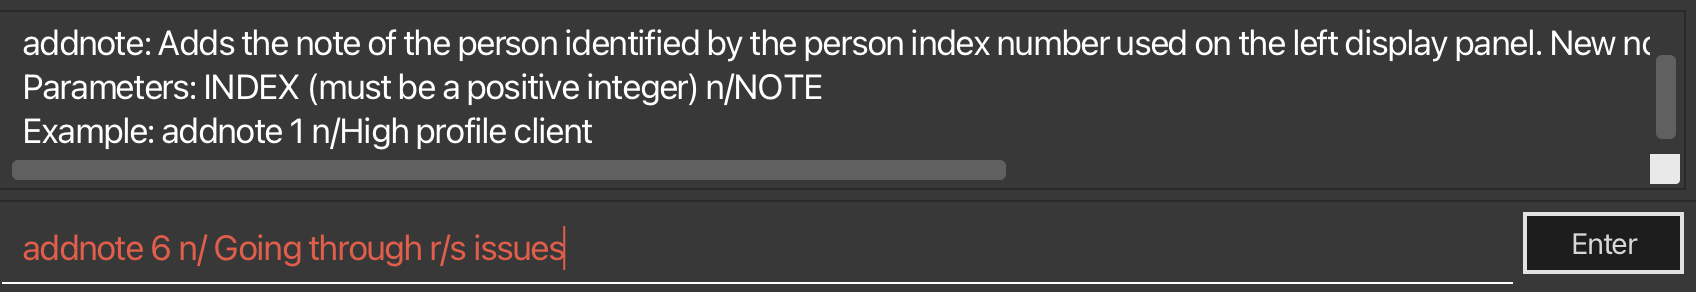 addnote: Adds the note of the person identified by the person index number used on the left display panel. New
Parameters: INDEX (must be a positive integer) n/NOTE
Example: addnote 1 n/High profile client
addnote 6 n/ Going through r/s issues
Enter